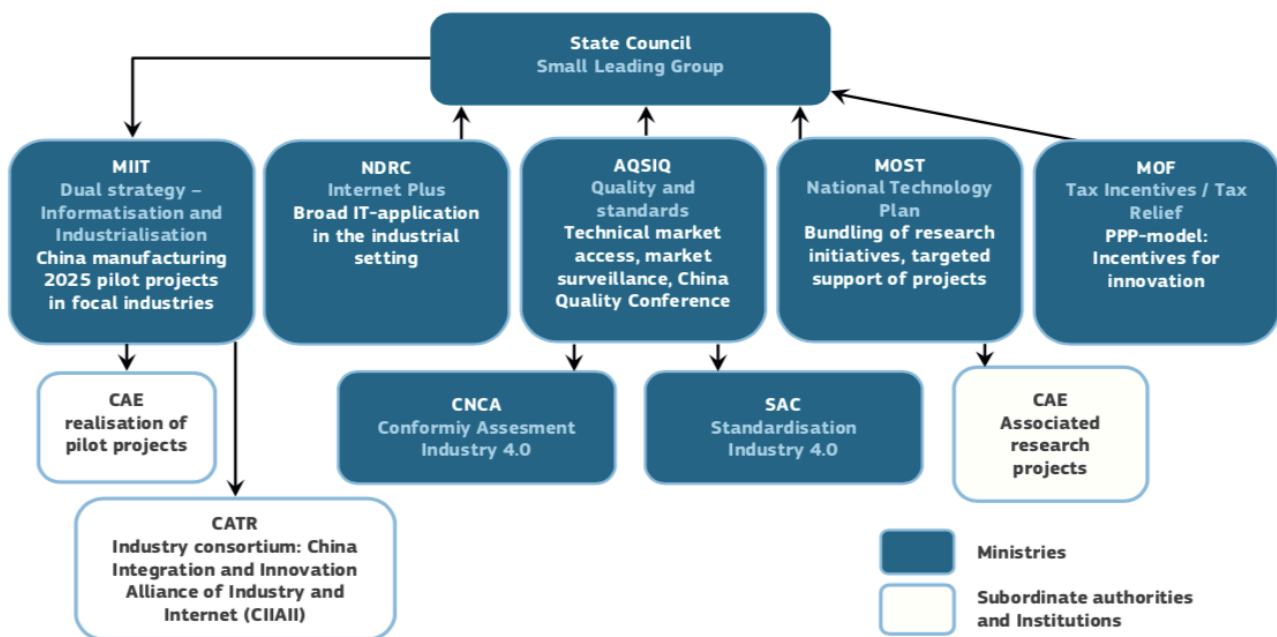 State Council
Small Leading Group
MIIT
Dual strategy –
Informatisation and
Industrialisation
China manufacturing
2025 pilot projects
in focal industries
NDRC
Internet Plus
Broad IT-application
in the industrial
setting
AQSIQ
Quality and
standards
Technical market
access, market
surveillance, China
Quality Conference
MOST
National Technology
Plan
Bundling of research
initiatives, targeted
support of projects
MOF
Tax Incentives / Tax
Relief
PPP-model:
Incentives for
innovation
CAE
realisation of
pilot projects
CNCA
Conformiy Assesment
Industry 4.0
SAC
Standardisation
Industry 4.0
CAE
Associated
research
projects
CATR
Industry consortium: China
Integration and Innovation
Alliance of Industry and
Internet (CIIAII)
Ministries
Subordinate authorities
and Institutions